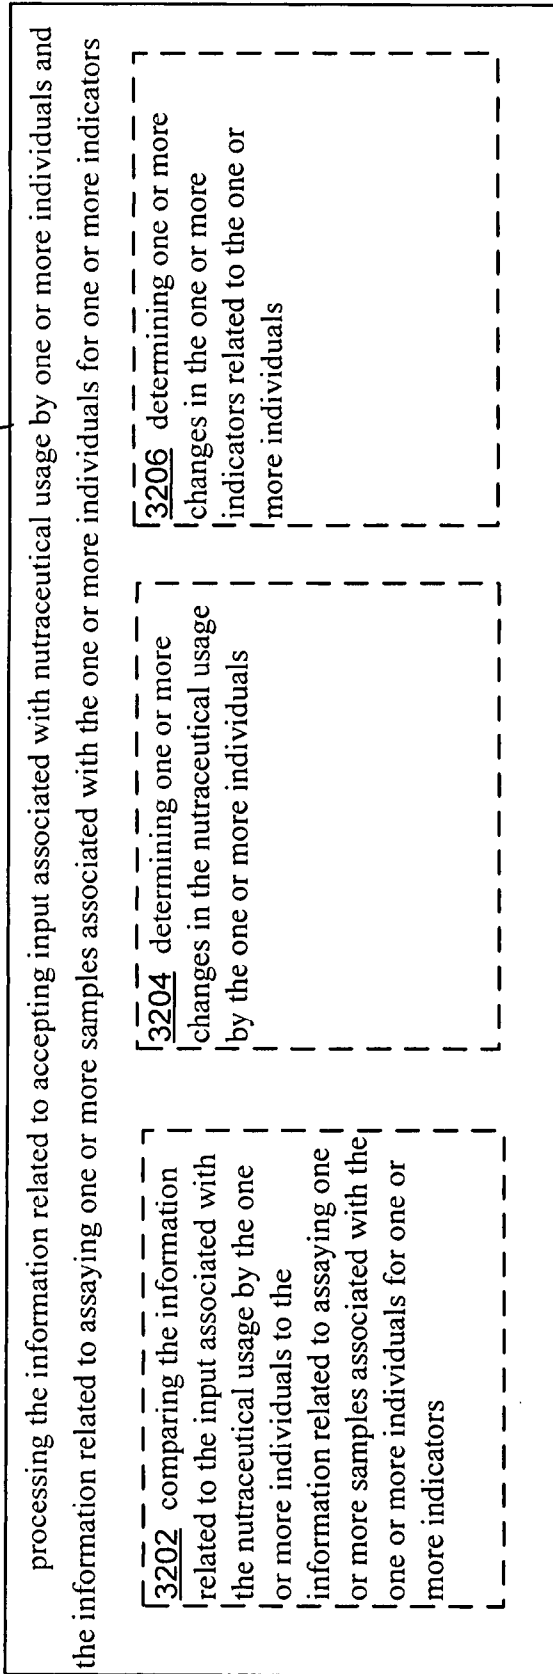 processing the information related to accepting input associated with nutraceutical usage by one or more individuals and
the information related to assaying one or more samples associated with the one or more individuals for one or more indicators
3202 comparing the information
related to the input associated with
the nutraceutical usage by the one
or more individuals to the
information related to assaying one
or more samples associated with the
one or more individuals for one or
more indicators
3204 determining one or more
changes in the nutraceutical usage
by the one or more individuals
3206 determining one or more
changes in the one or more
indicators related to the one or
more individuals